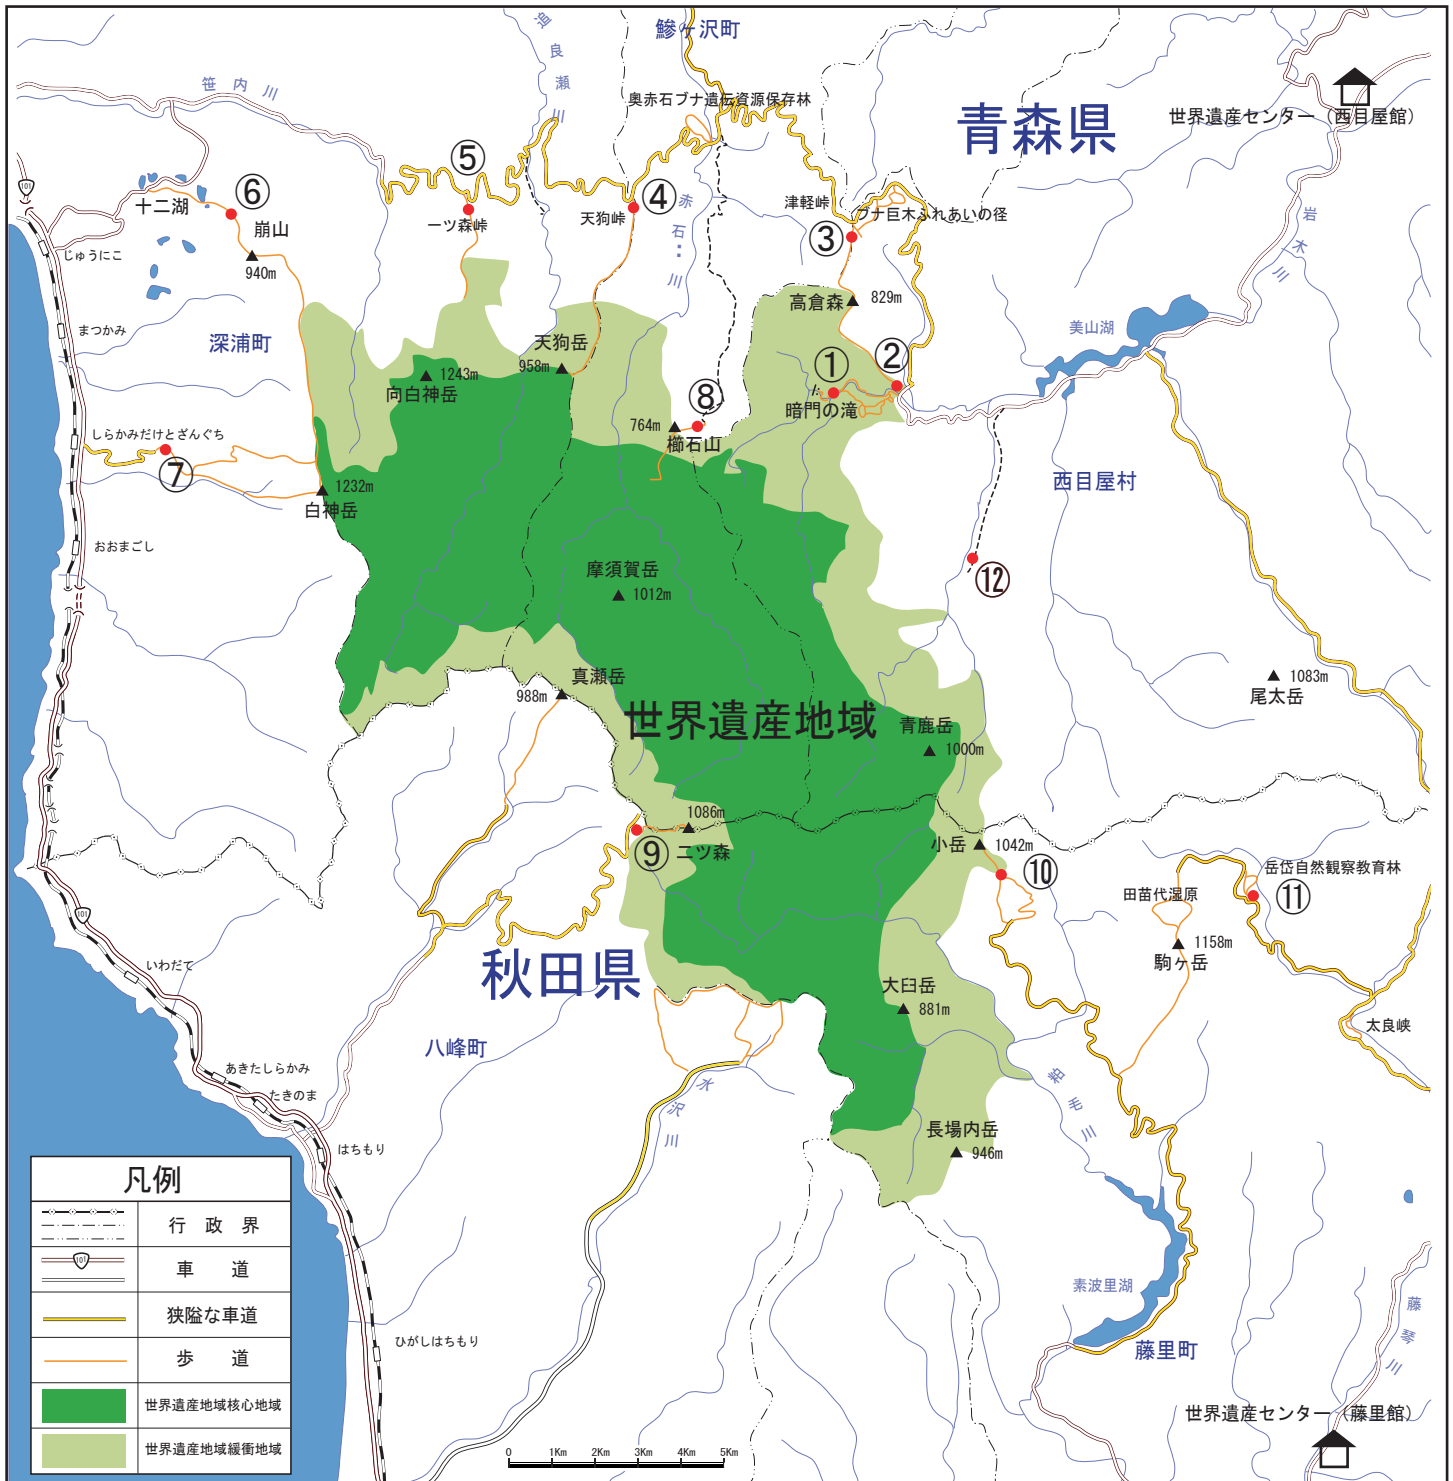 追良瀬川
鰺ヶ沢町
笹内川
奥赤石ブナ遺伝資源保存林
青森県
世界遺産センター（西目屋館）
101
⑤
⑥
十二湖
崩山
940m
一ツ森峠
④
天狗峠
赤石川
津軽峠
③
ブナ巨木ふれあいの径
岩木川
じゅうにこ
まつかみ
深浦町
高倉森
829m
美山湖
天狗岳
958m
1243m
向白神岳
①
②
暗門の滝
⑧
764m
櫛石山
しらかみだけとざんぐち
⑦
1232m
白神岳
西目屋村
おおまごし
摩須賀岳
1012m
⑫
真瀬岳
988m
世界遺産地域
青鹿岳
1000m
1083m
尾太岳
1086m
⑨
二ツ森
小岳
1042m
⑩
岳岱自然観察教育林
⑪
田苗代湿原
1158m
駒ヶ岳
101
いわだて
秋田県
大臼岳
881m
太良峡
八峰町
あきたしらかみ
たきのま
水沢川
粕毛川
はちもり
長場内岳
946m
凡例
行政界
101
車道
狭隘な車道
歩道
世界遺産地域核心地域
世界遺産地域緩衝地域
ひがしはちもり
素波里湖
藤里町
藤琴川
世界遺産センター（藤里館）
0 1Km 2Km 3Km 4Km 5Km